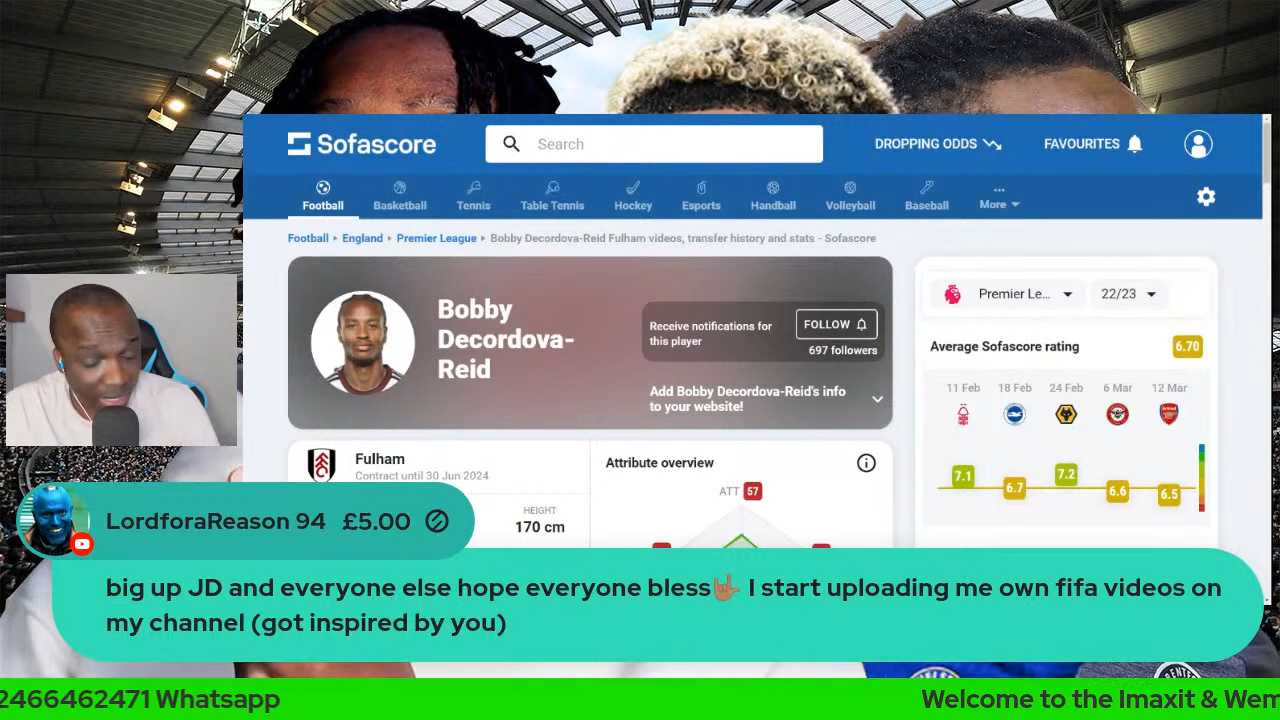 Sofascore
Search
DROPPING ODDS
FAVOURITES
Football
Basketball
Tennis
Table Tennis
Hockey
Esports
Handball
Volleyball
Baseball
More
Football
England
Premier League
Bobby Decordova-Reid Fulham videos, transfer history and stats - Sofascore
Bobby
Decordova-
Reid
Receive notifications for
this player
FOLLOW
697 followers
Add Bobby Decordova-Reid's info
to your website!
Premier Le...
22/23
Average Sofascore rating
6.70
11 Feb
18 Feb
24 Feb
6 Mar
12 Mar
7.1
6.7
7.2
6.6
6.5
Fulham
Contract until 30 Jun 2024
HEIGHT
170 cm
Attribute overview
ATT 57
LordforaReason 94 £5.00
big up JD and everyone else hope everyone bless🤟🏽 I start uploading me own fifa videos on
my channel (got inspired by you)
2466462471 Whatsapp
Welcome to the Imaxit & Wem